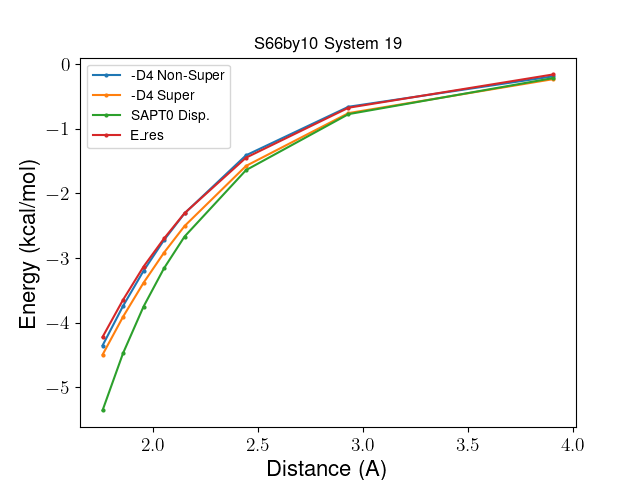 S66by10 System 19
-D4 Non-Super
-D4 Super
SAPT0 Disp.
E_res
0
−1
−2
−3
−4
−5
Energy (kcal/mol)
2.0 2.5 3.0 3.5 4.0
Distance (A)